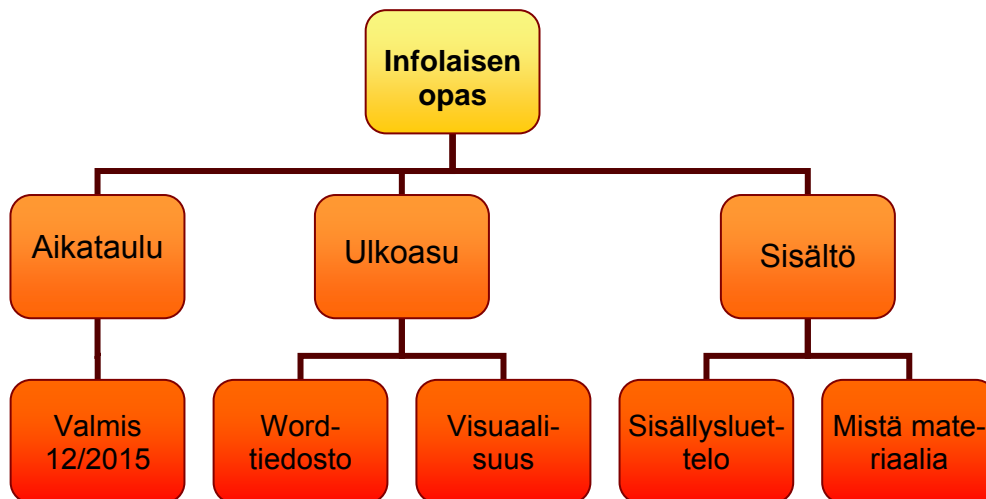 Infolaisen
opas
Aikataulu
Ulkoasu
Sisältö
Valmis
12/2015
Word-
tiedosto
Visuaali-
suus
Sisällysluet-
telo
Mistä mate-
riaalia